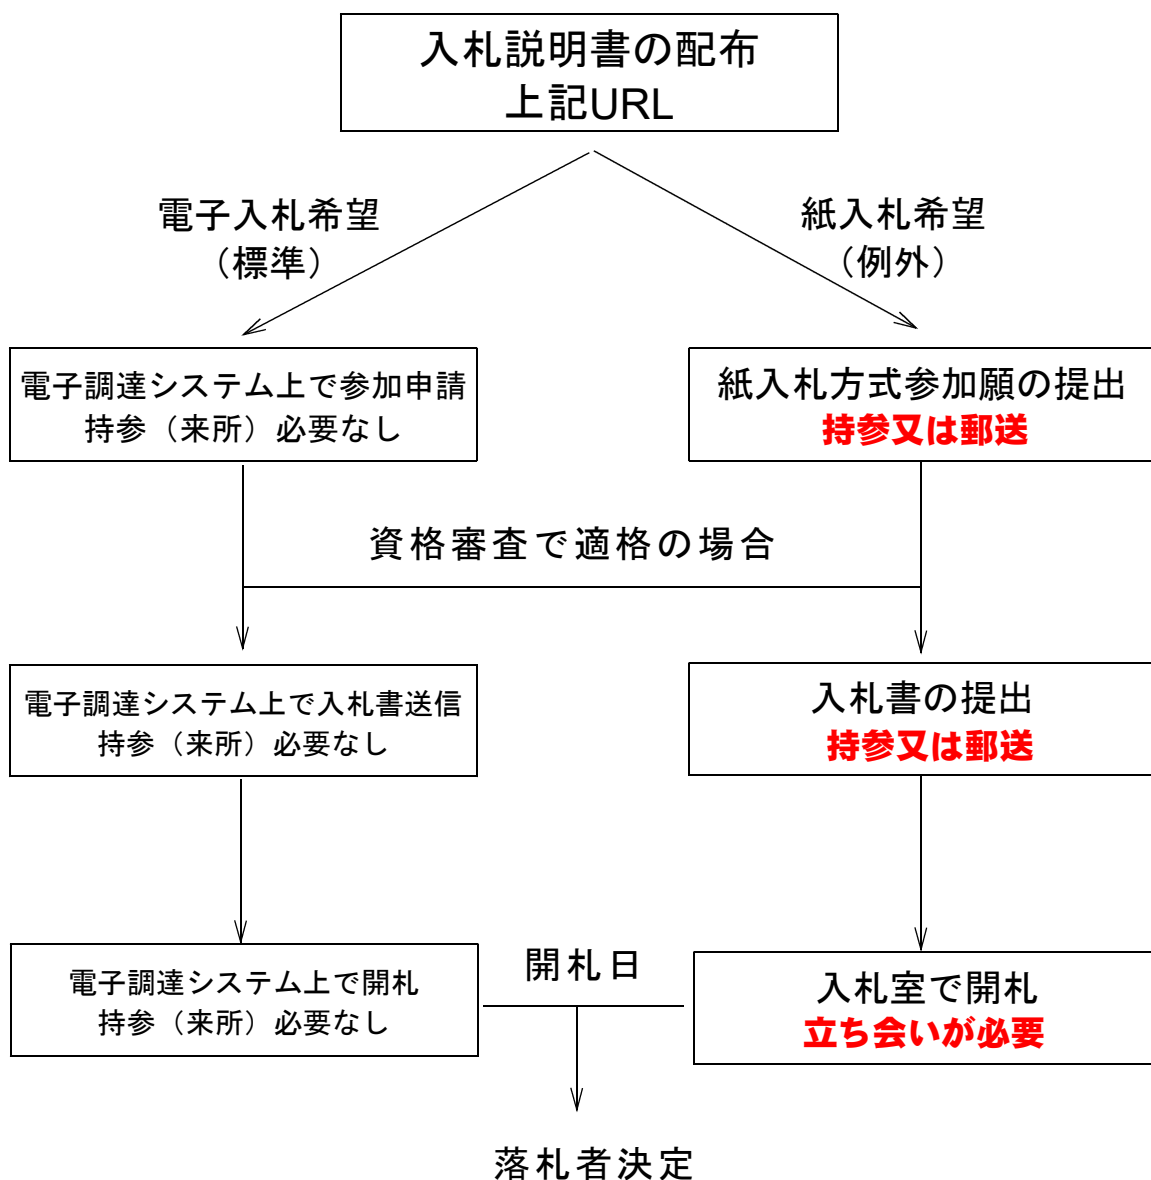 入札説明書の配布
上記URL
電子入札希望
（標準）
紙入札希望
（例外）
電子調達システム上で参加申請
持参（来所）必要なし
紙入札方式参加願の提出
持参又は郵送
資格審査で適格の場合
電子調達システム上で入札書送信
持参（来所）必要なし
入札書の提出
持参又は郵送
電子調達システム上で開札
持参（来所）必要なし
開札日
入札室で開札
立ち会いが必要
落札者決定